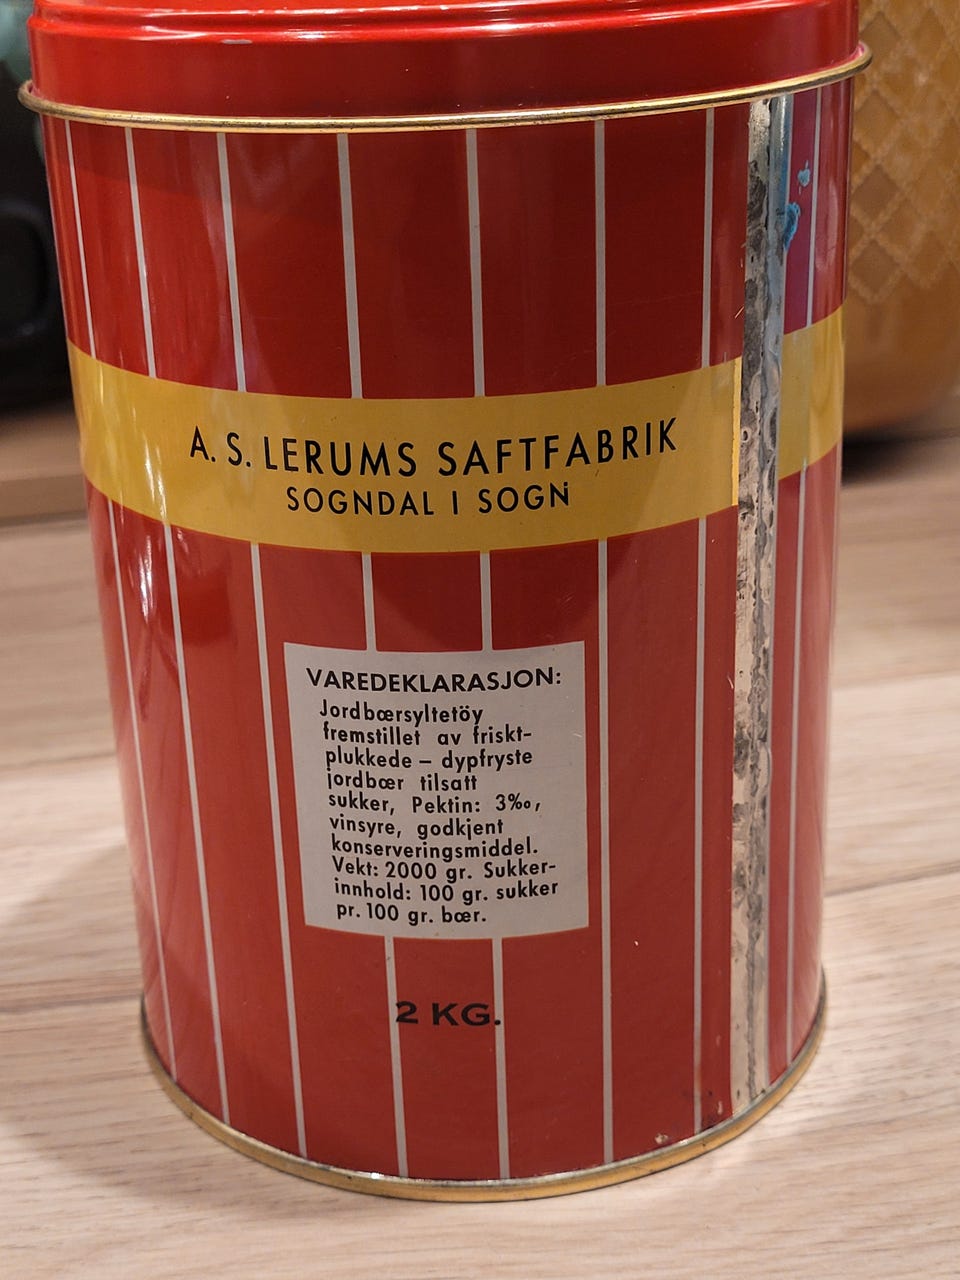 A. S. LERUMS SAFTFABRIK
SOGNDAL I SOGN
VAREDEKLARASJON:
Jordbærsyltetöy
fremstillet av friskt-
plukkede – dypfryste
jordbær tilsatt
sukker, Pektin: 3‰,
vinsyre, godkjent
konserveringsmiddel.
Vekt: 2000 gr. Sukker-
innhold: 100 gr. sukker
pr. 100 gr. bær.
2 KG.